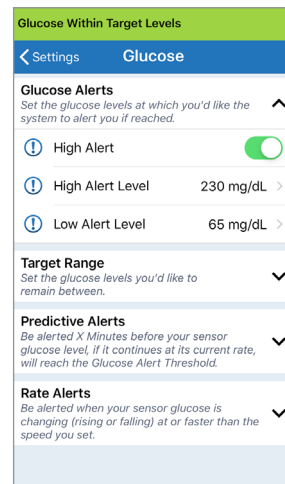 Glucose Within Target Levels
Settings Glucose
Glucose Alerts
Set the glucose levels at which you'd like the
system to alert you if reached.
High Alert
High Alert Level 230 mg/dL
Low Alert Level 65 mg/dL
Target Range
Set the glucose levels you'd like to
remain between.
Predictive Alerts
Be alerted X Minutes before your sensor
glucose level, if it continues at its current rate,
will reach the Glucose Alert Threshold.
Rate Alerts
Be alerted when your sensor glucose is
changing (rising or falling) at or faster than the
speed you set.